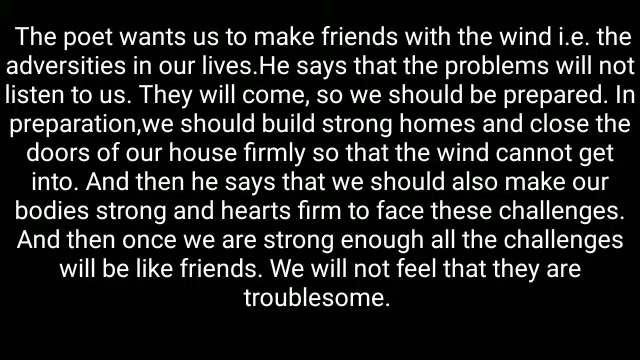 The poet wants us to make friends with the wind i.e. the
adversities in our lives.He says that the problems will not
listen to us. They will come, so we should be prepared. In
preparation,we should build strong homes and close the
doors of our house firmly so that the wind cannot get
into. And then he says that we should also make our
bodies strong and hearts firm to face these challenges.
And then once we are strong enough all the challenges
will be like friends. We will not feel that they are
troublesome.